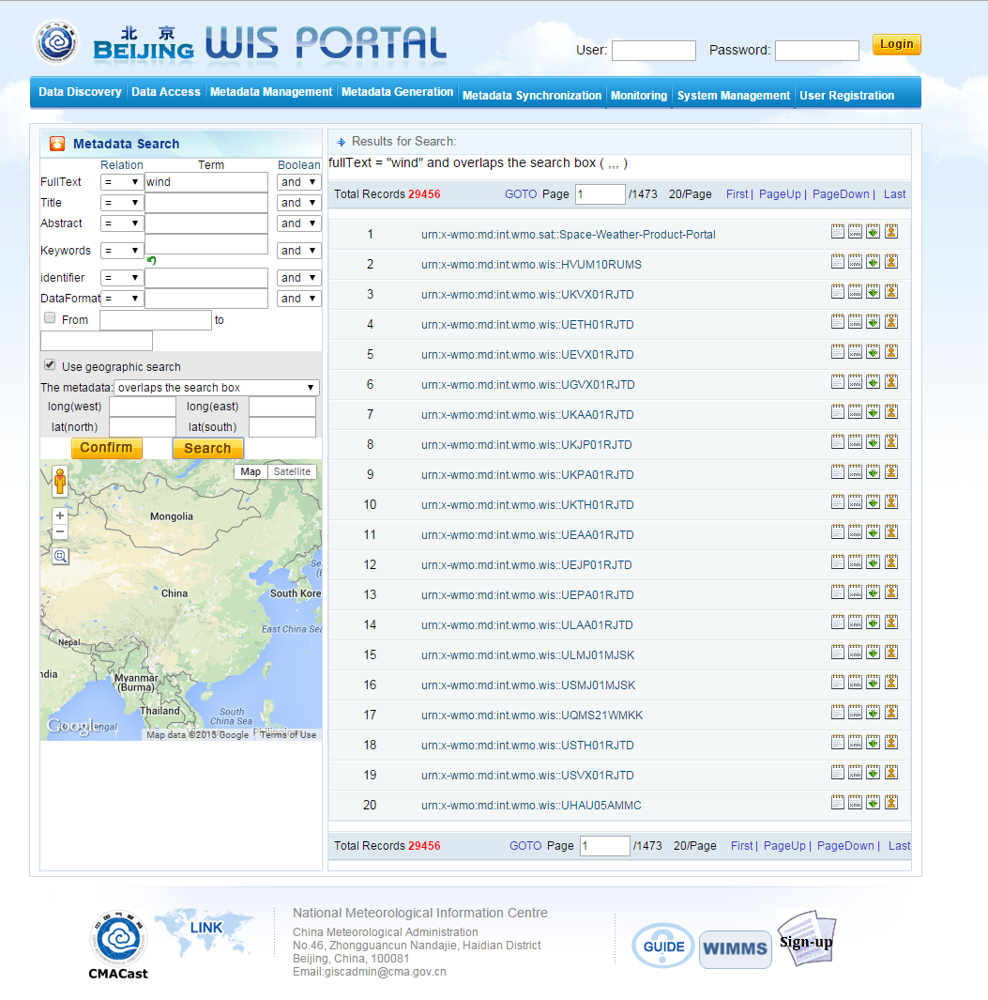 北 京
BEIJING WIS PORTAL
User: Password: Login
Data Discovery Data Access Metadata Management Metadata Generation Metadata Synchronization Monitoring System Management User Registration
Metadata Search
Relation Term Boolean
FullText = wind and
Title = and
Abstract = and
Keywords = and
identifier = and
DataFormat = and
From to
Use geographic search
The metadata: overlaps the search box
long(west) long(east)
lat(north) lat(south)
Confirm Search
Map Satellite
Mongolia
China
South Kore
East China Sea
Nepal
ndia
Myanmar
(Burma)
Thailand
South
China Sea
Google
Map data ©2015 Google Terms of Use
Results for Search:
fullText = "wind" and overlaps the search box ( ,,, )
Total Records 29456 GOTO Page 1 /1473 20/Page First | PageUp | PageDown | Last
1 urn:x-wmo:md:int.wmo.sat::Space-Weather-Product-Portal
2 urn:x-wmo:md:int.wmo.wis::HVUM10RUMS
3 urn:x-wmo:md:int.wmo.wis::UKVX01RJTD
4 urn:x-wmo:md:int.wmo.wis::UETH01RJTD
5 urn:x-wmo:md:int.wmo.wis::UEVX01RJTD
6 urn:x-wmo:md:int.wmo.wis::UGVX01RJTD
7 urn:x-wmo:md:int.wmo.wis::UKAA01RJTD
8 urn:x-wmo:md:int.wmo.wis::UKJP01RJTD
9 urn:x-wmo:md:int.wmo.wis::UKPA01RJTD
10 urn:x-wmo:md:int.wmo.wis::UKTH01RJTD
11 urn:x-wmo:md:int.wmo.wis::UEAA01RJTD
12 urn:x-wmo:md:int.wmo.wis::UEJP01RJTD
13 urn:x-wmo:md:int.wmo.wis::UEPA01RJTD
14 urn:x-wmo:md:int.wmo.wis::ULAA01RJTD
15 urn:x-wmo:md:int.wmo.wis::ULMJ01MJSK
16 urn:x-wmo:md:int.wmo.wis::USMJ01MJSK
17 urn:x-wmo:md:int.wmo.wis::UQMS21WMKK
18 urn:x-wmo:md:int.wmo.wis::USTH01RJTD
19 urn:x-wmo:md:int.wmo.wis::USVX01RJTD
20 urn:x-wmo:md:int.wmo.wis::UHAU05AMMC
Total Records 29456 GOTO Page 1 /1473 20/Page First | PageUp | PageDown | Last
CMACast
LINK
National Meteorological Information Centre
China Meteorological Administration
No.46, Zhongguancun Nandajie, Haidian District
Beijing, China, 100081
Email:giscadmin@cma.gov.cn
GUIDE
WIMMS
Sign-up